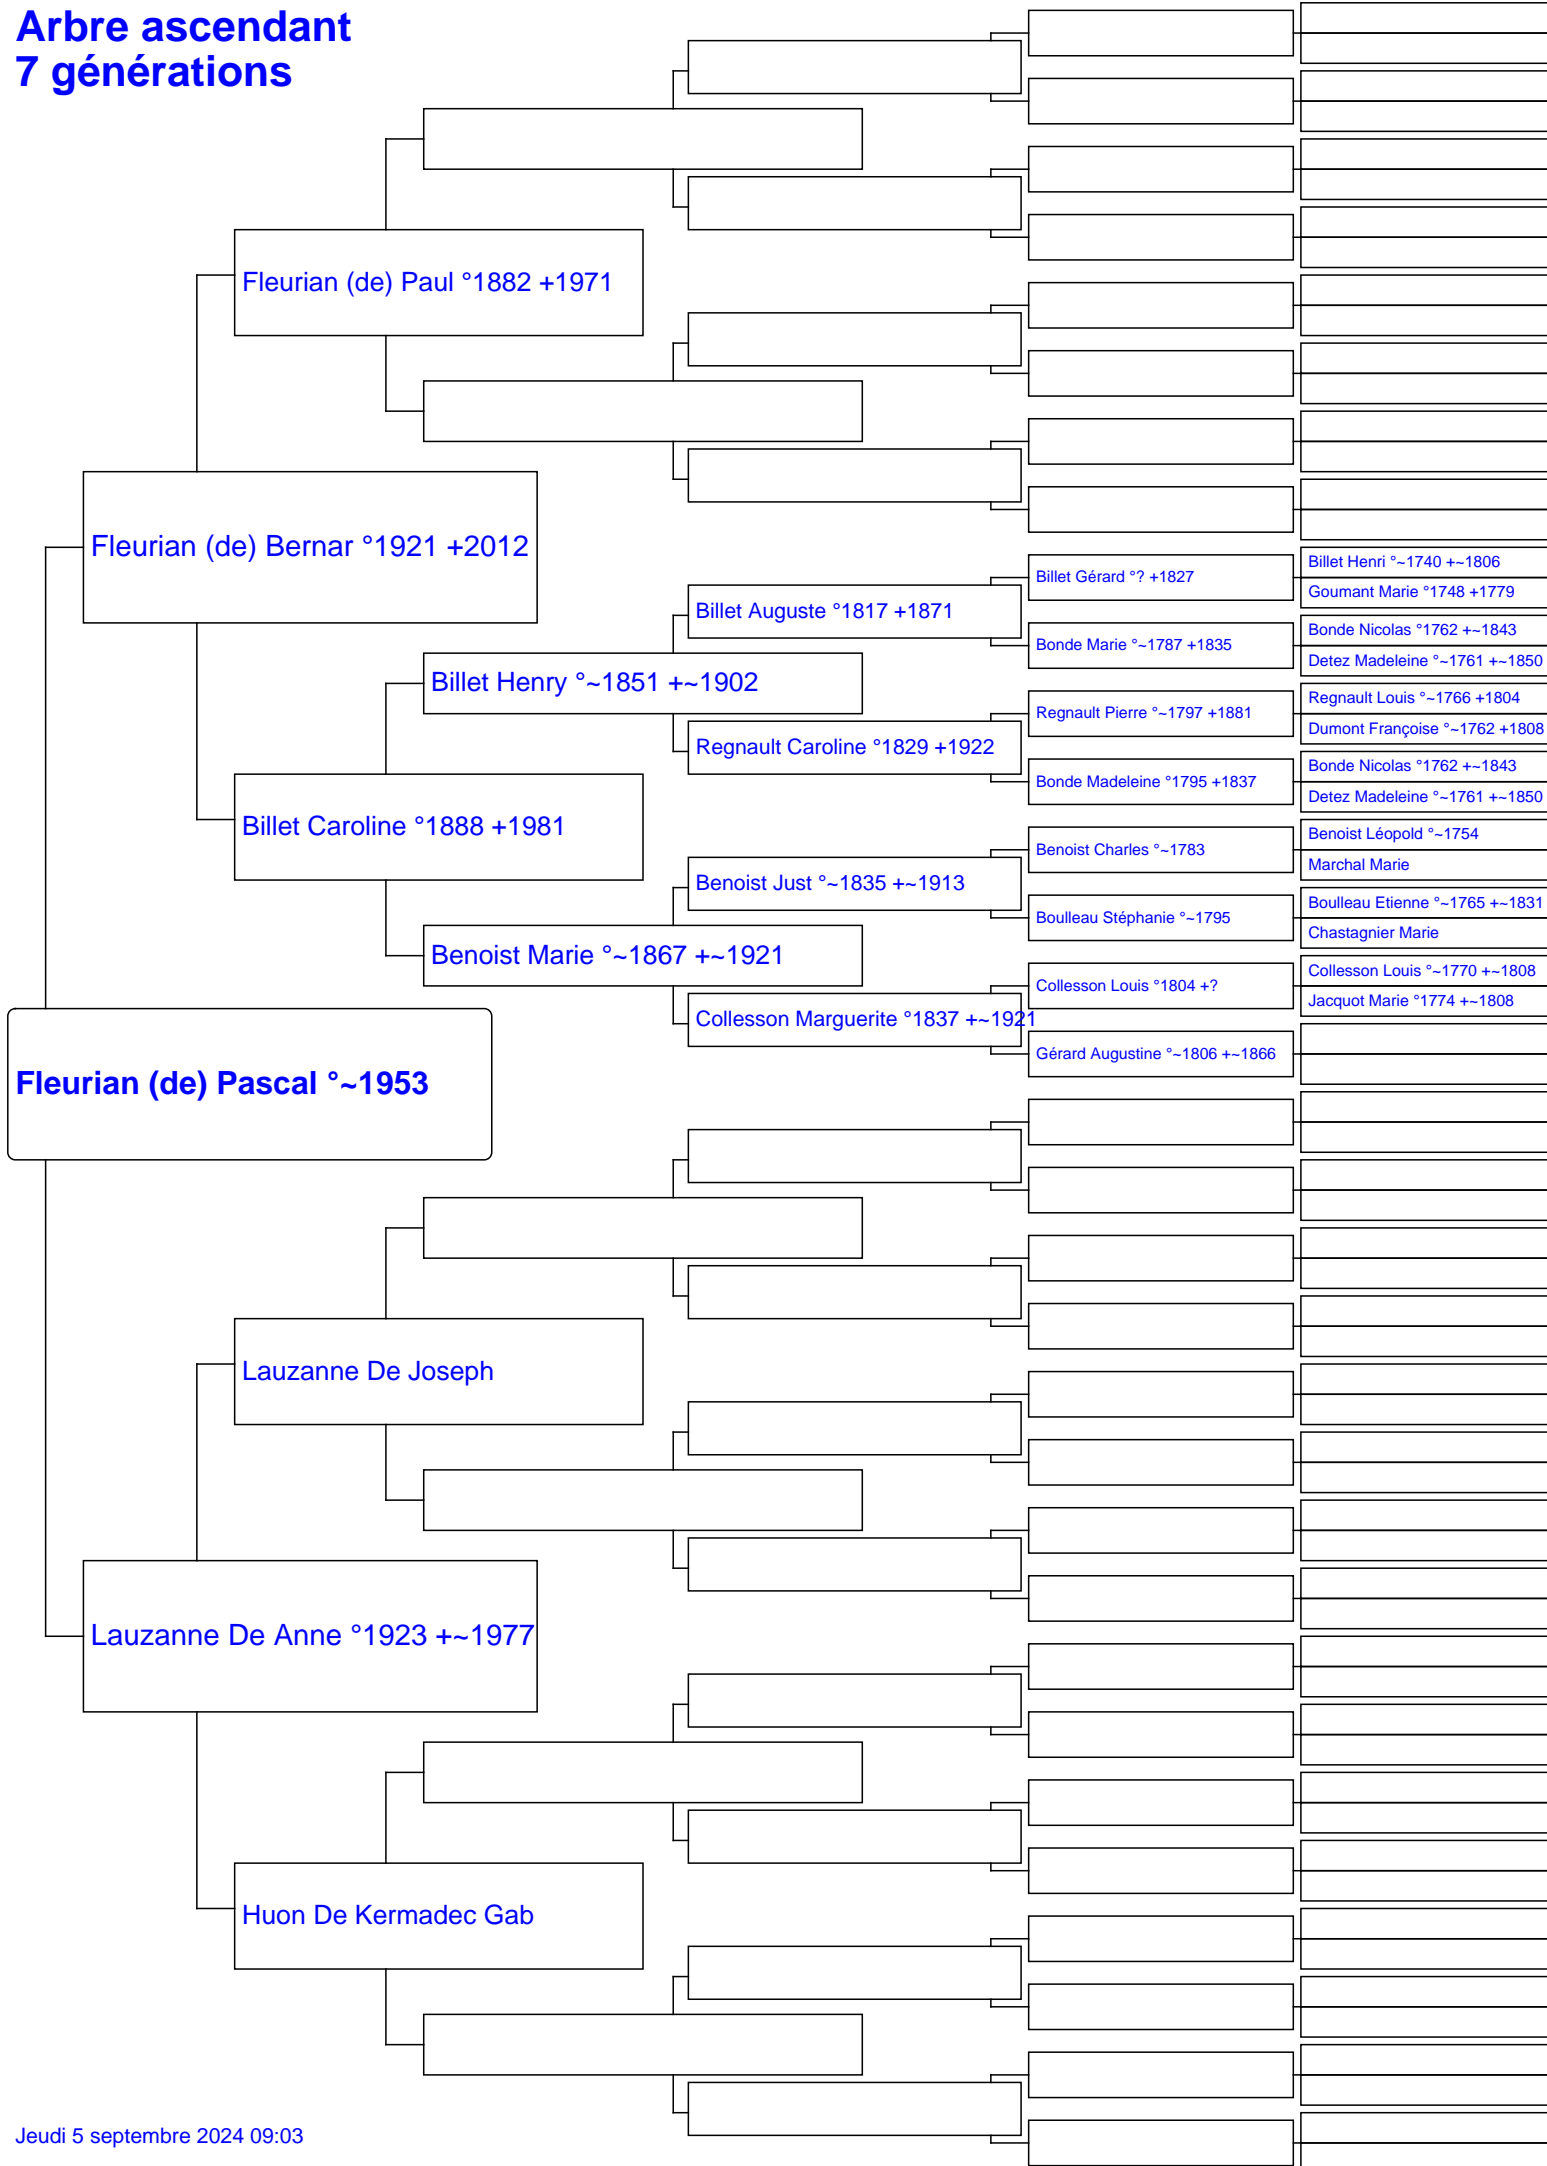 Arbre ascendant
7 générations
Fleurian (de) Paul °1882 +1971
Fleurian (de) Bernar °1921 +2012
Billet Gérard °? +1827
Billet Henri °~1740 +~1806
Goumant Marie °1748 +1779
Billet Auguste °1817 +1871
Bonde Marie °~1787 +1835
Bonde Nicolas °1762 +~1843
Detez Madeleine °~1761 +~1850
Billet Henry °~1851 +~1902
Regnault Pierre °~1797 +1881
Regnault Louis °~1766 +1804
Dumont Françoise °~1762 +1808
Regnault Caroline °1829 +1922
Bonde Madeleine °1795 +1837
Bonde Nicolas °1762 +~1843
Detez Madeleine °~1761 +~1850
Billet Caroline °1888 +1981
Benoist Charles °~1783
Benoist Léopold °~1754
Marchal Marie
Benoist Just °~1835 +~1913
Boulleau Stéphanie °~1795
Boulleau Etienne °~1765 +~1831
Chastagnier Marie
Benoist Marie °~1867 +~1921
Collesson Louis °1804 +?
Collesson Louis °~1770 +~1808
Jacquot Marie °1774 +~1808
Collesson Marguerite °1837 +~1921
Gérard Augustine °~1806 +~1866
Fleurian (de) Pascal °~1953
Lauzanne De Joseph
Lauzanne De Anne °1923 +~1977
Huon De Kermadec Gab
Jeudi 5 septembre 2024 09:03